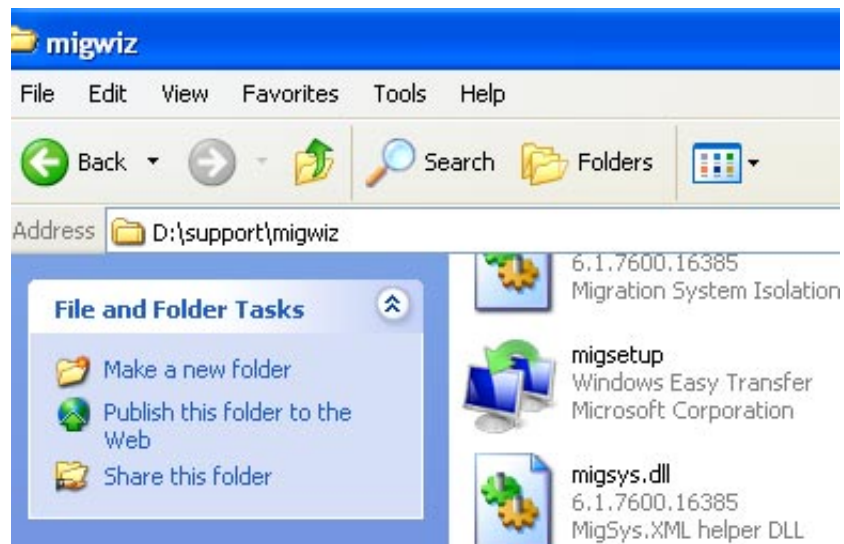 migwiz
File Edit View Favorites Tools Help
Back Search Folders
Address D:\support\migwiz
File and Folder Tasks
Make a new folder
Publish this folder to the
Web
Share this folder
6.1.7600.16385
Migration System Isolation
migsetup
Windows Easy Transfer
Microsoft Corporation
migsys.dll
6.1.7600.16385
MigSys.XML helper DLL